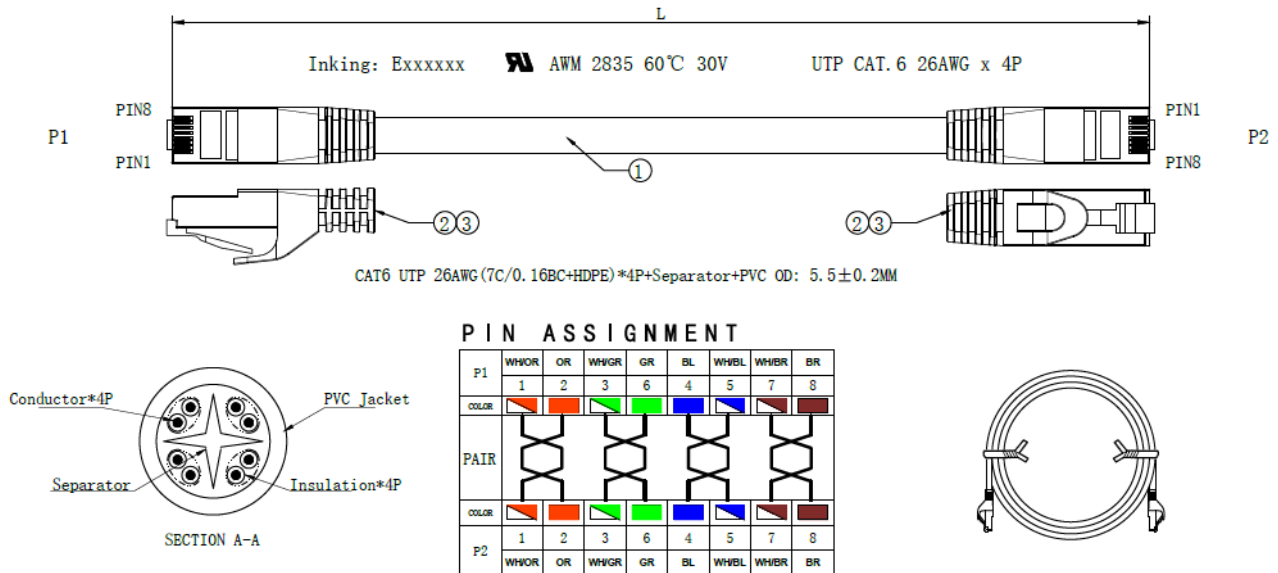 L
Inking: Exxxxxx RU AWM 2835 60℃ 30V UTP CAT.6 26AWG x 4P
PIN8
P1
PIN1
PIN1
P2
PIN8
①
②③
②③
CAT6 UTP 26AWG(7C/0.16BC+HDPE)*4P+Separator+PVC OD: 5.5±0.2MM
Conductor*4P
PVC Jacket
Separator
Insulation*4P
SECTION A-A
PIN ASSIGNMENT
P1 WH/OR OR WH/GR GR BL WH/BL WH/BR BR
1 2 3 6 4 5 7 8
COLOR
PAIR
COLOR
P2 1 2 3 6 4 5 7 8
WH/OR OR WH/GR GR BL WH/BL WH/BR BR